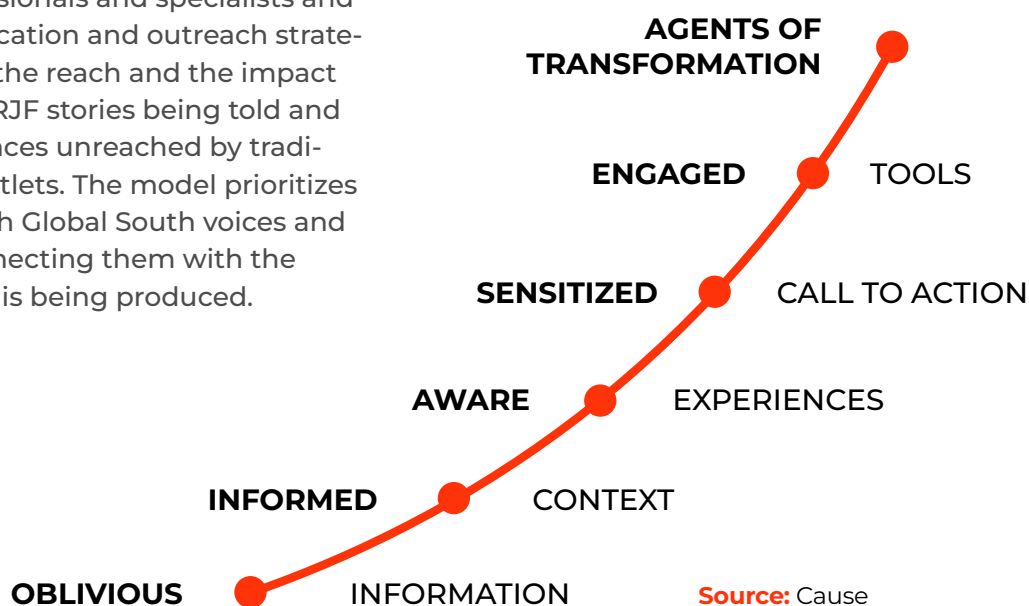 sionals and specialists and
cation and outreach strate-
the reach and the impact
RJF stories being told and
nces unreached by tradi-
tlets. The model prioritizes
h Global South voices and
necting them with the
is being produced.
AGENTS OF
TRANSFORMATION
ENGAGED TOOLS
SENSITIZED CALL TO ACTION
AWARE EXPERIENCES
INFORMED CONTEXT
OBLIVIOUS INFORMATION
Source: Cause